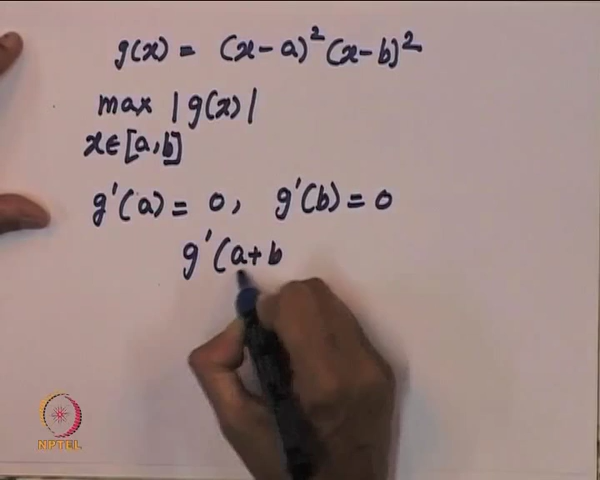 g(x) = (x-a)² (x-b)²
max |g(x)|
x∈[a,b]
g'(a) = 0, g'(b) = 0
g'(a+b
NPTEL